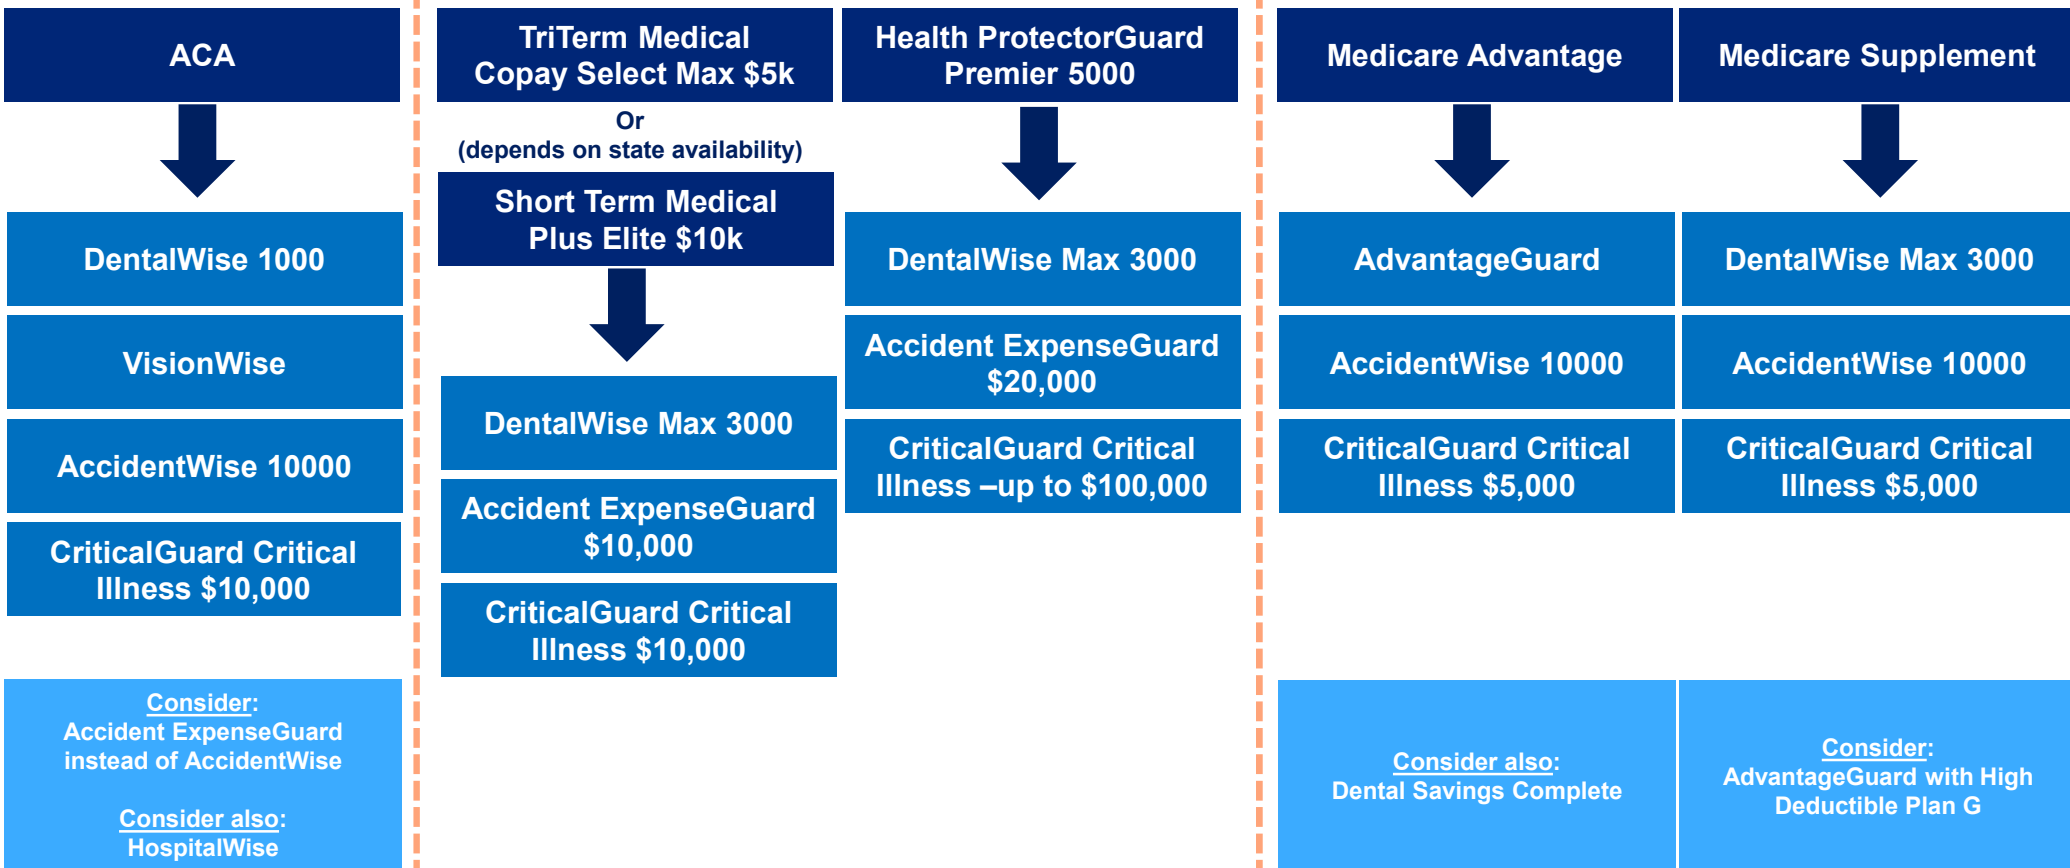 ACA
DentalWise 1000
VisionWise
AccidentWise 10000
CriticalGuard Critical
Illness $10,000
Consider:
Accident ExpenseGuard
instead of AccidentWise
Consider also:
HospitalWise
TriTerm Medical
Copay Select Max $5k
Or
(depends on state availability)
Short Term Medical
Plus Elite $10k
DentalWise Max 3000
Accident ExpenseGuard
$10,000
CriticalGuard Critical
Illness $10,000
Health ProtectorGuard
Premier 5000
DentalWise Max 3000
Accident ExpenseGuard
$20,000
CriticalGuard Critical
Illness –up to $100,000
Medicare Advantage
AdvantageGuard
AccidentWise 10000
CriticalGuard Critical
Illness $5,000
Consider also:
Dental Savings Complete
Medicare Supplement
DentalWise Max 3000
AccidentWise 10000
CriticalGuard Critical
Illness $5,000
Consider:
AdvantageGuard with High
Deductible Plan G